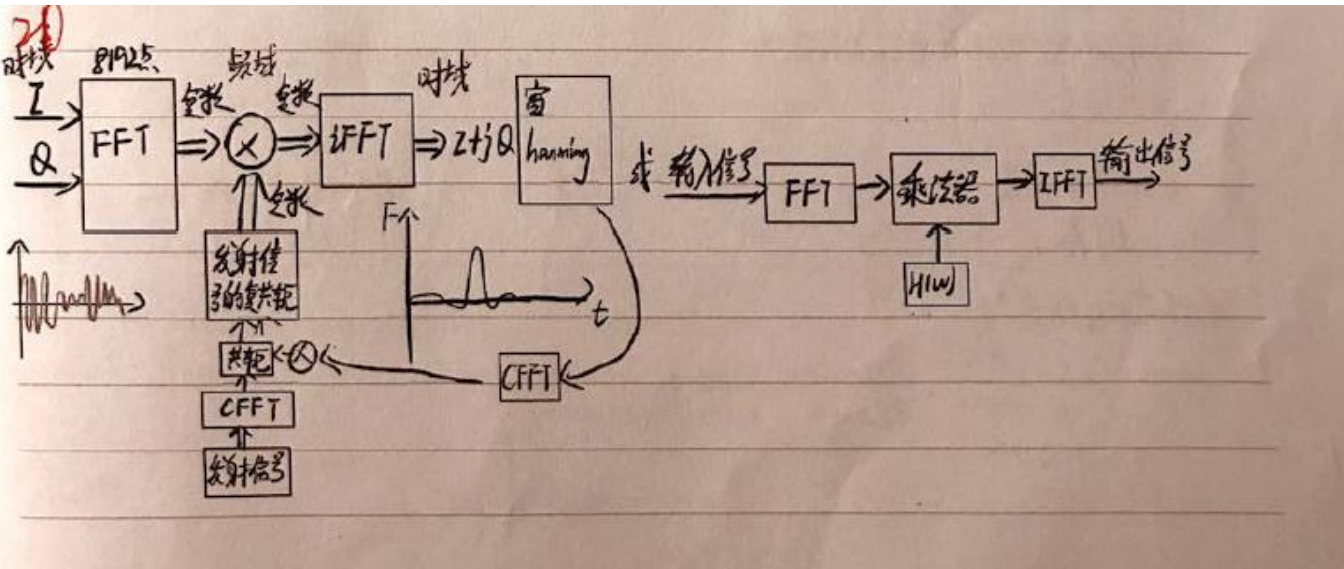 21)
时域
8192点
频域
时域
I
Q
FFT
复数
X
复数
iFFT
I+jQ
窗
hanning
复数
发射信
号的复共轭
共轭
X
CFFT
发射信号
F
t
CFFT
或 输入信号
FFT
乘法器
IFFT
输出信号
H(w)